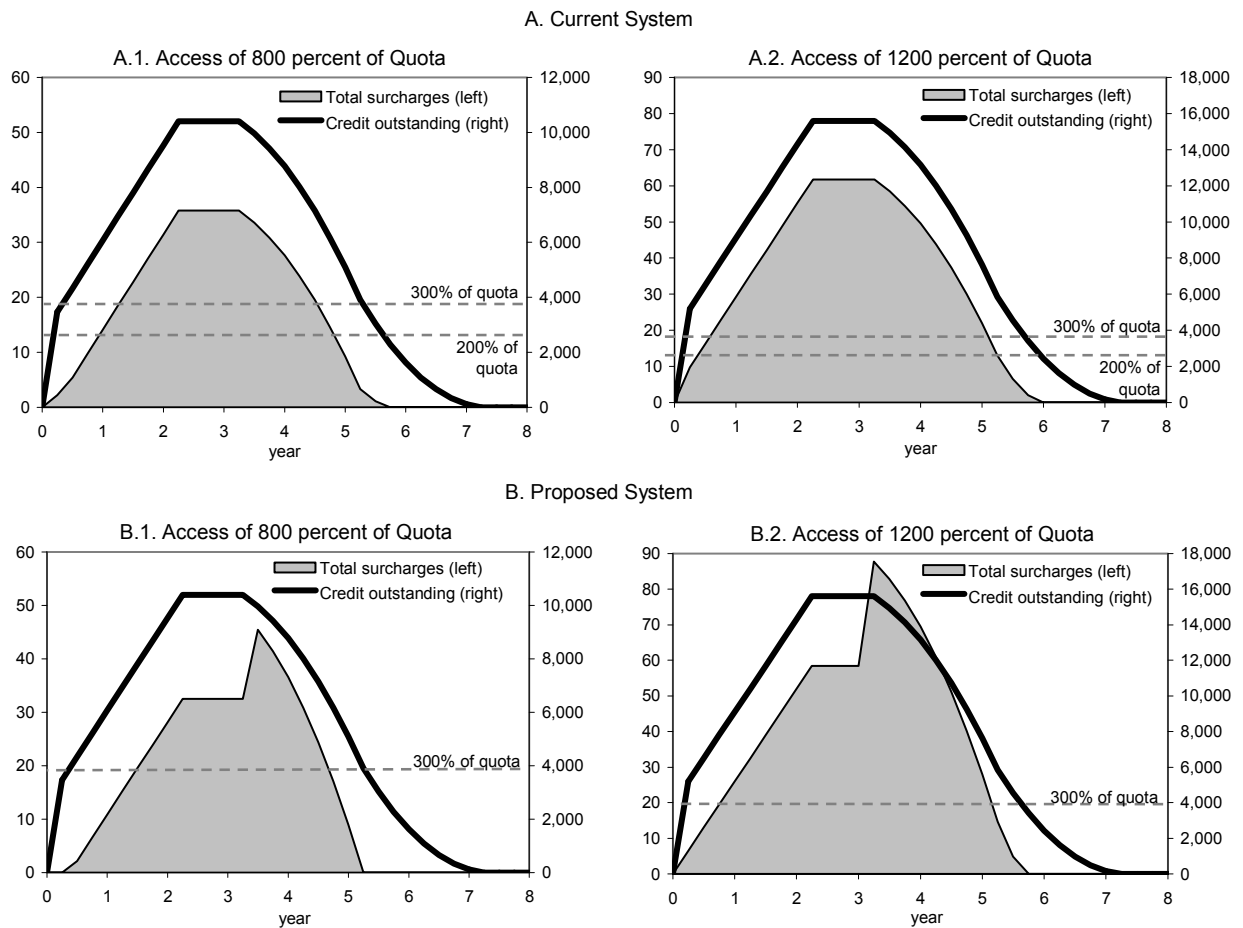 A. Current System
A.1. Access of 800 percent of Quota
60
50
40
30
20
10
0
12,000
10,000
8,000
6,000
4,000
2,000
0
Total surcharges (left)
Credit outstanding (right)
300% of quota
200% of
quota
0 1 2 3 4 5 6 7 8
year
A.2. Access of 1200 percent of Quota
90
80
70
60
50
40
30
20
10
0
18,000
16,000
14,000
12,000
10,000
8,000
6,000
4,000
2,000
0
Total surcharges (left)
Credit outstanding (right)
300% of quota
200% of
quota
0 1 2 3 4 5 6 7 8
year
B. Proposed System
B.1. Access of 800 percent of Quota
60
50
40
30
20
10
0
12,000
10,000
8,000
6,000
4,000
2,000
0
Total surcharges (left)
Credit outstanding (right)
300% of quota
0 1 2 3 4 5 6 7 8
year
B.2. Access of 1200 percent of Quota
90
80
70
60
50
40
30
20
10
0
18,000
16,000
14,000
12,000
10,000
8,000
6,000
4,000
2,000
0
Total surcharges (left)
Credit outstanding (right)
300% of quota
0 1 2 3 4 5 6 7 8
year